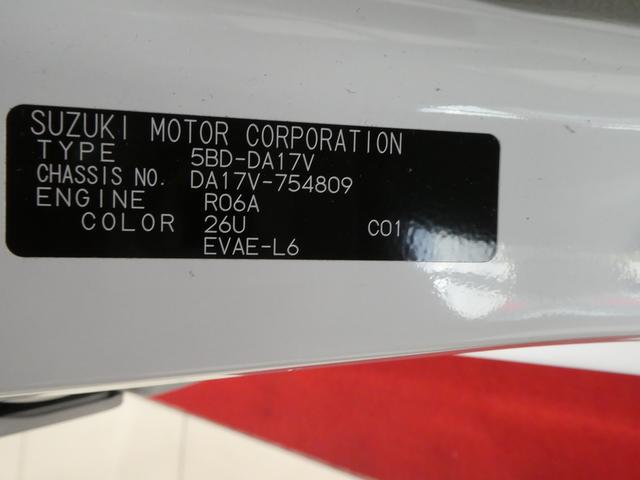 SUZUKI MOTOR CORPORATION
TYPE 5BD-DA17V
CHASSIS NO. DA17V-754809
ENGINE R06A
COLOR 26U C01
EVAE-L6